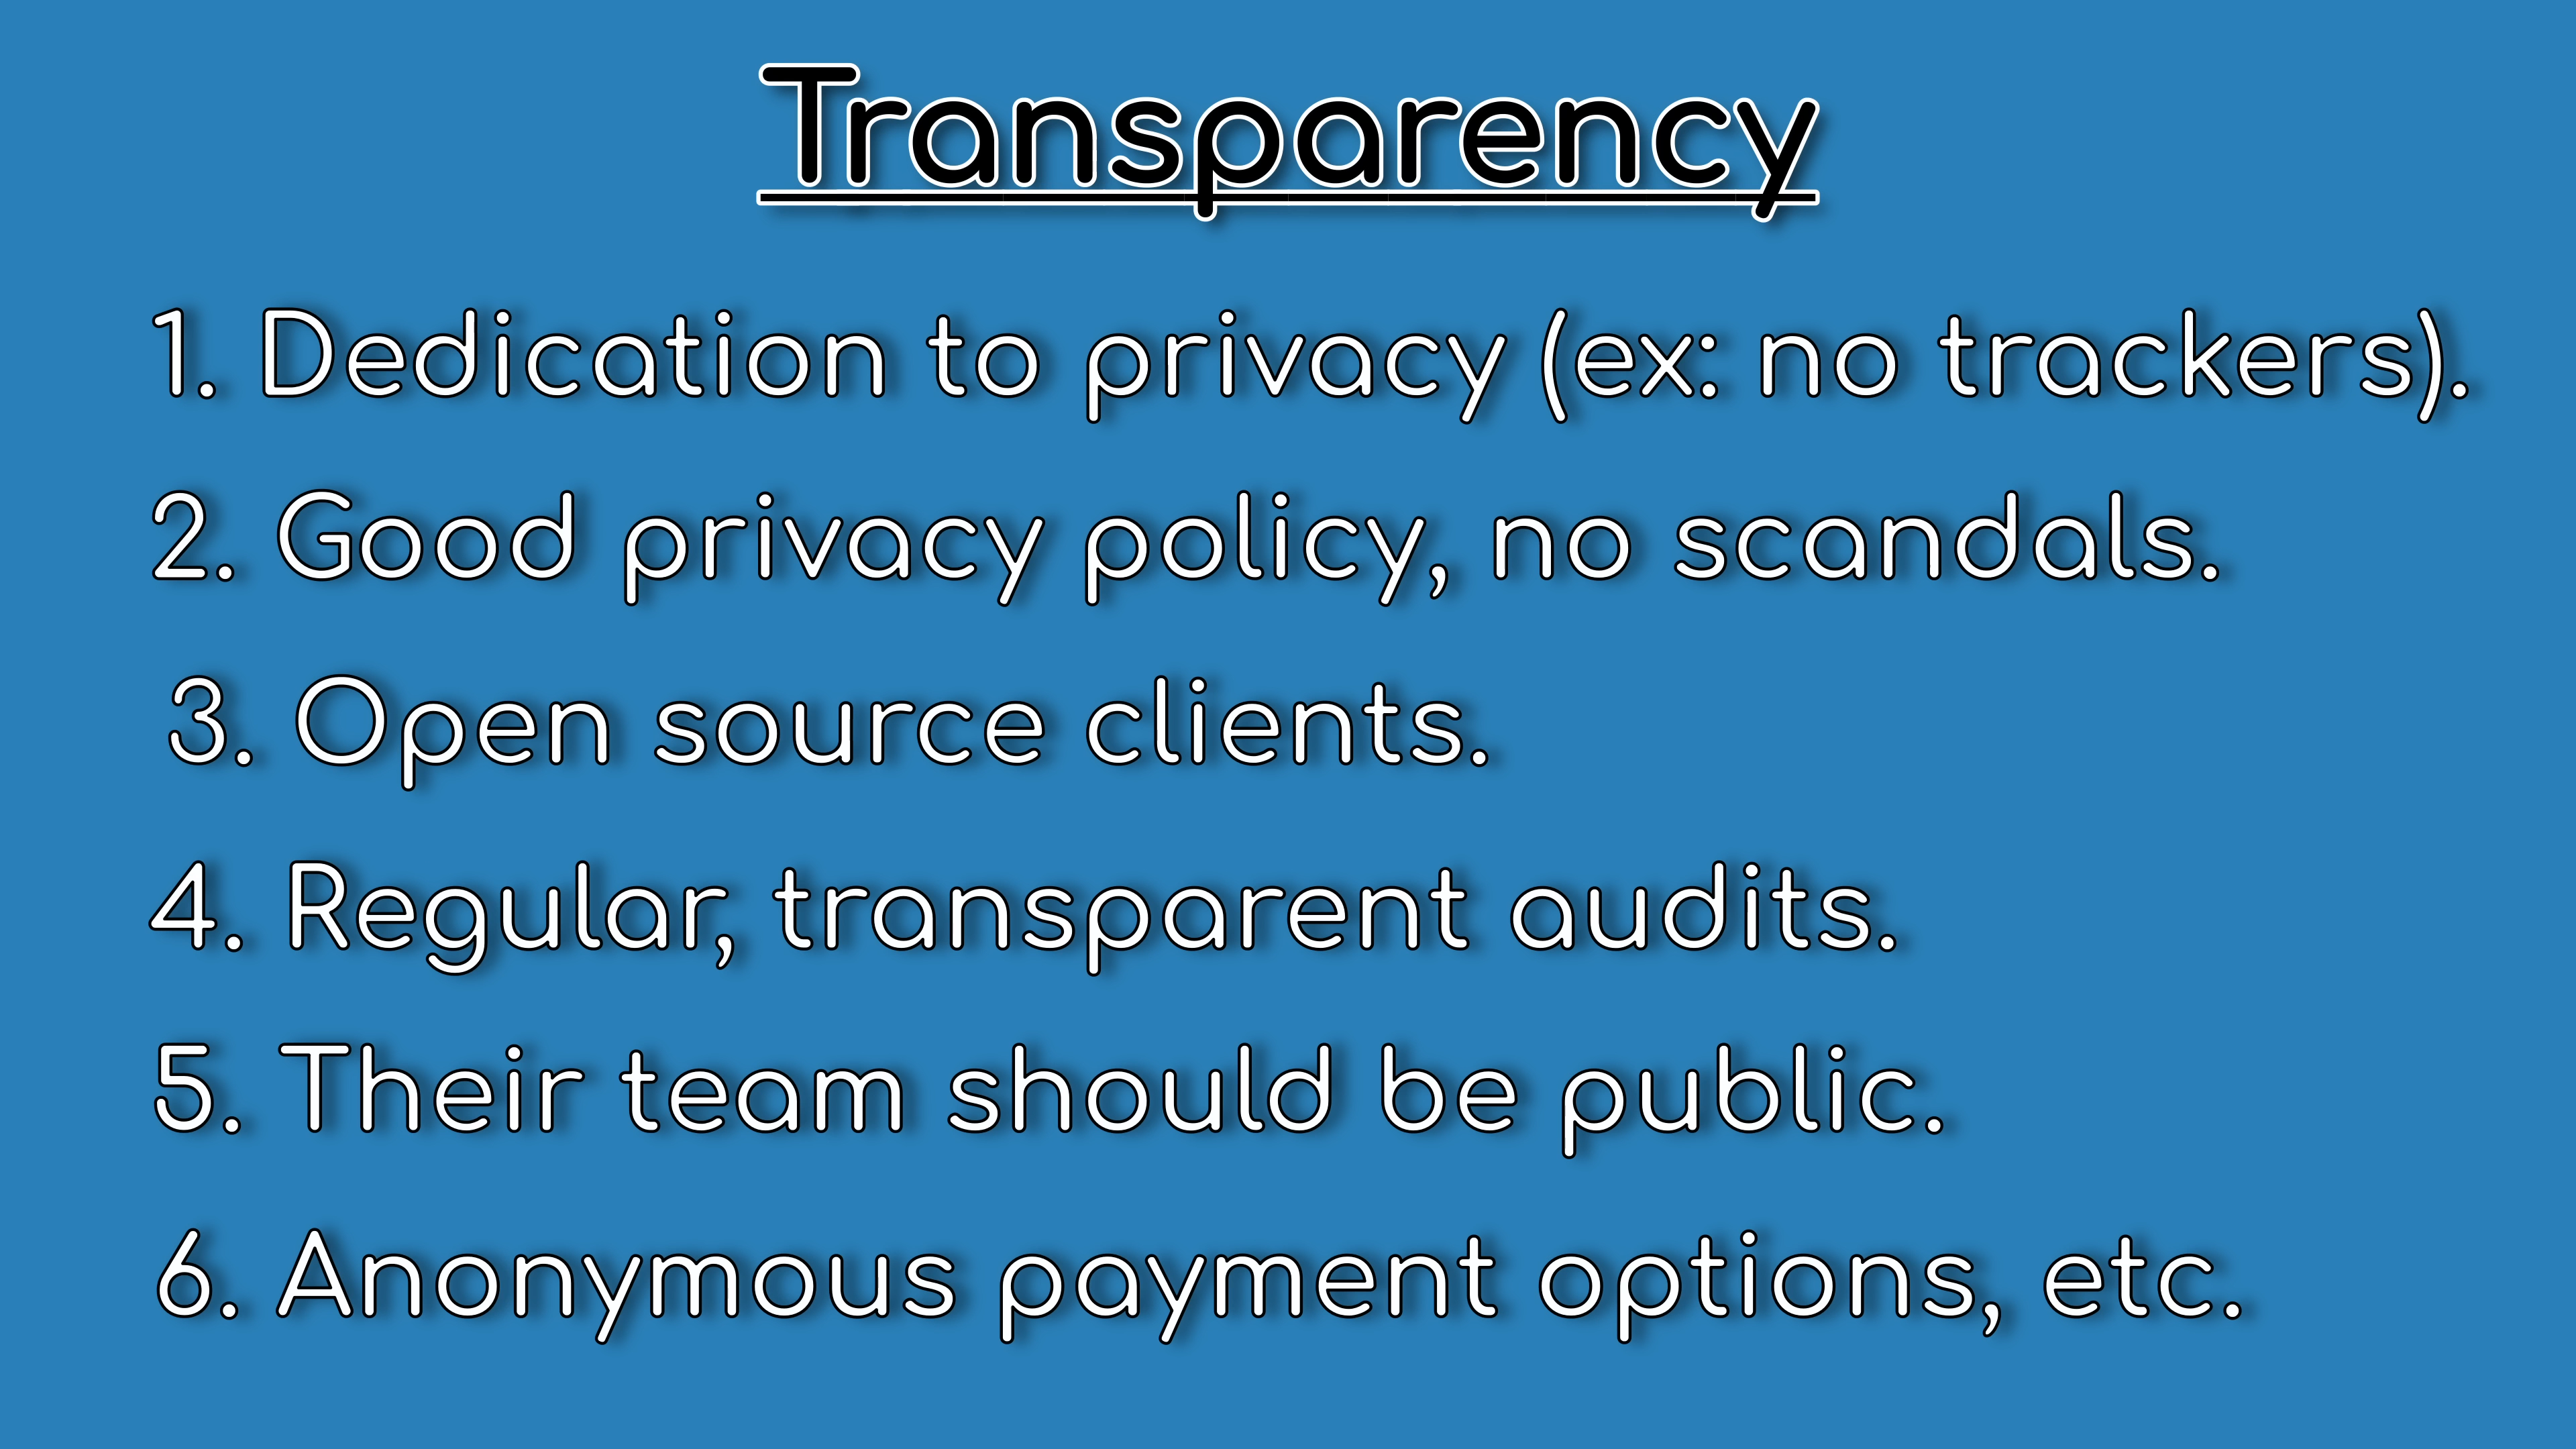 Transparency
1. Dedication to privacy (ex: no trackers).
2. Good privacy policy, no scandals.
3. Open source clients.
4. Regular, transparent audits.
5. Their team should be public.
6. Anonymous payment options, etc.